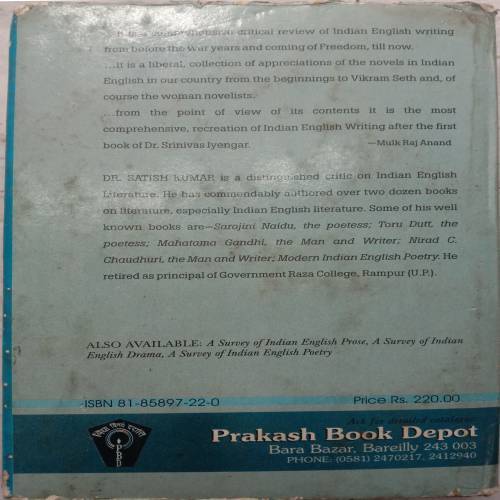 ...it is a comprehensive critical review of Indian English writing
from before the war years and coming of Freedom, till now.
...it is a liberal, collection of appreciations of the novels in Indian
English in our country from the beginnings to Vikram Seth and, of
course the woman novelists.
...from the point of view of its contents it is the most
comprehensive, recreation of Indian English Writing after the first
book of Dr. Srinivas Iyengar. —Mulk Raj Anand
DR. SATISH KUMAR is a distinguished critic on Indian English
Literature. He has commendably authored over two dozen books
on literature, especially Indian English literature. Some of his well
known books are—Sarojini Naidu, the poetess; Toru Dutt, the
poetess; Mahatama Gandhi, the Man and Writer; Nirad C.
Chaudhuri, the Man and Writer; Modern Indian English Poetry. He
retired as principal of Government Raza College, Rampur (U.P.).
ALSO AVAILABLE: A Survey of Indian English Prose, A Survey of Indian
English Drama, A Survey of Indian English Poetry
ISBN 81-85897-22-0 Price Rs. 220.00
Ask for detailed catalogue
Prakash Book Depot
Bara Bazar, Bareilly 243 003
PHONE: (0581) 2470217, 2412940
PBD